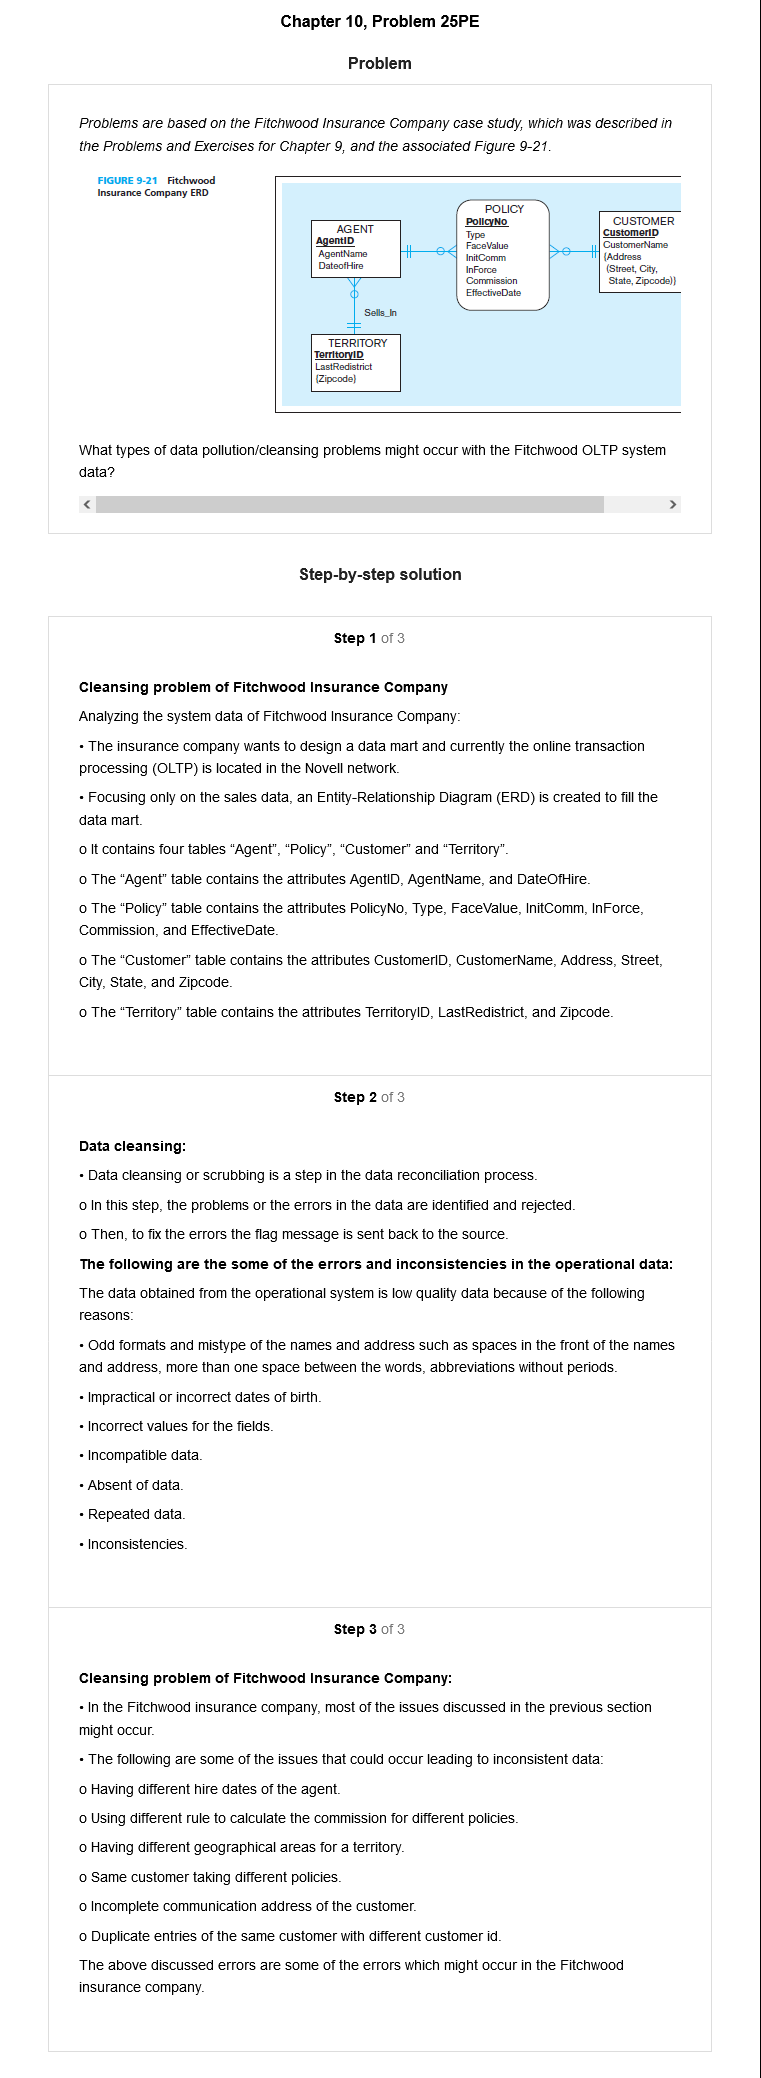 Chapter 10, Problem 25PE
Problem
Problems are based on the Fitchwood Insurance Company case study, which was described in
the Problems and Exercises for Chapter 9, and the associated Figure 9-21.
FIGURE 9-21 Fitchwood
Insurance Company ERD
AGENT
AgentID
AgentName
DateofHire
POLICY
PolicyNo
Type
FaceValue
InitComm
InForce
Commission
EffectiveDate
CUSTOMER
CustomerID
CustomerName
{Address
(Street, City,
State, Zipcode)}
Sells_In
TERRITORY
TerritoryID
LastRedistrict
{Zipcode}
What types of data pollution/cleansing problems might occur with the Fitchwood OLTP system
data?
Step-by-step solution
Step 1 of 3
Cleansing problem of Fitchwood Insurance Company
Analyzing the system data of Fitchwood Insurance Company:
• The insurance company wants to design a data mart and currently the online transaction
processing (OLTP) is located in the Novell network.
• Focusing only on the sales data, an Entity-Relationship Diagram (ERD) is created to fill the
data mart.
o It contains four tables “Agent”, “Policy”, “Customer” and “Territory”.
o The “Agent” table contains the attributes AgentID, AgentName, and DateOfHire.
o The “Policy” table contains the attributes PolicyNo, Type, FaceValue, InitComm, InForce,
Commission, and EffectiveDate.
o The “Customer” table contains the attributes CustomerID, CustomerName, Address, Street,
City, State, and Zipcode.
o The “Territory” table contains the attributes TerritoryID, LastRedistrict, and Zipcode.
Step 2 of 3
Data cleansing:
• Data cleansing or scrubbing is a step in the data reconciliation process.
o In this step, the problems or the errors in the data are identified and rejected.
o Then, to fix the errors the flag message is sent back to the source.
The following are the some of the errors and inconsistencies in the operational data:
The data obtained from the operational system is low quality data because of the following
reasons:
• Odd formats and mistype of the names and address such as spaces in the front of the names
and address, more than one space between the words, abbreviations without periods.
• Impractical or incorrect dates of birth.
• Incorrect values for the fields.
• Incompatible data.
• Absent of data.
• Repeated data.
• Inconsistencies.
Step 3 of 3
Cleansing problem of Fitchwood Insurance Company:
• In the Fitchwood insurance company, most of the issues discussed in the previous section
might occur.
• The following are some of the issues that could occur leading to inconsistent data:
o Having different hire dates of the agent.
o Using different rule to calculate the commission for different policies.
o Having different geographical areas for a territory.
o Same customer taking different policies.
o Incomplete communication address of the customer.
o Duplicate entries of the same customer with different customer id.
The above discussed errors are some of the errors which might occur in the Fitchwood
insurance company.